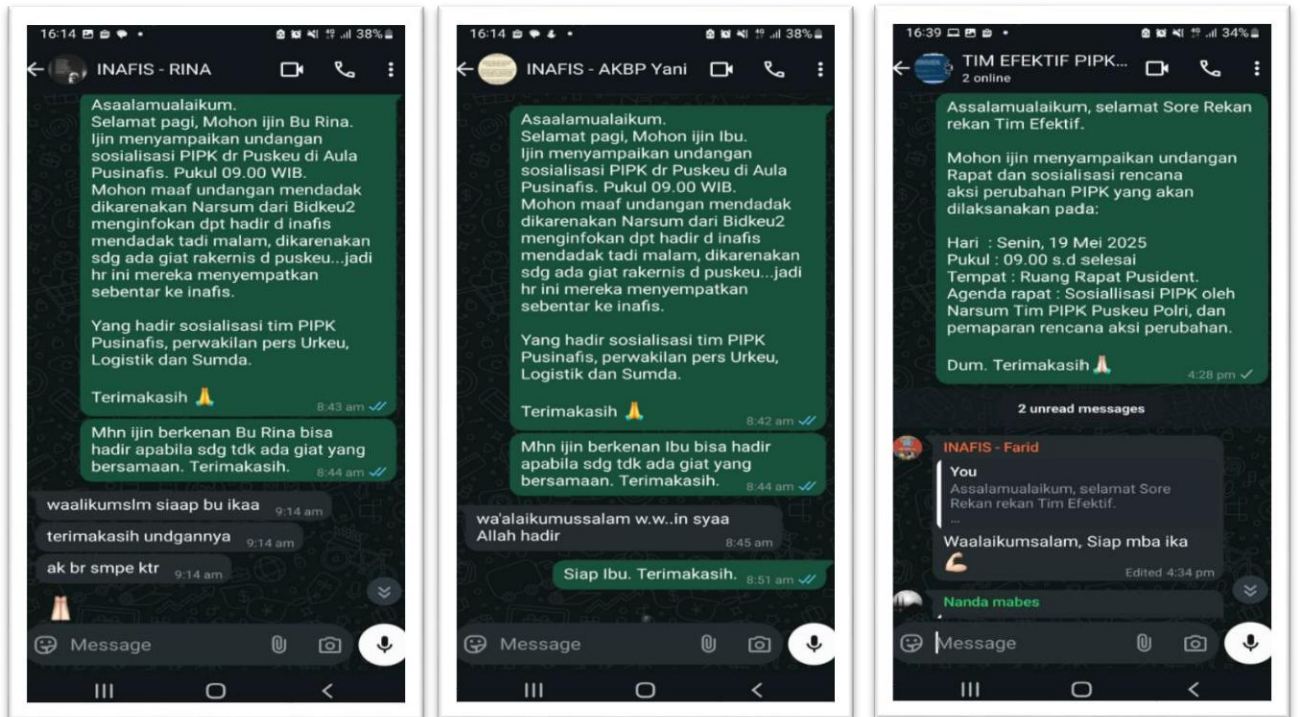 16:14
38%
INAFIS - RINA
Asaalamualaikum.
Selamat pagi, Mohon ijin Bu Rina.
Ijin menyampaikan undangan
sosialisasi PIPK dr Puskeu di Aula
Pusinafis. Pukul 09.00 WIB.
Mohon maaf undangan mendadak
dikarenakan Narsum dari Bidkeu2
menginfokan dpt hadir d inafis
mendadak tadi malam, dikarenakan
sdg ada giat rakernis d puskeu...jadi
hr ini mereka menyempatkan
sebentar ke inafis.
Yang hadir sosialisasi tim PIPK
Pusinafis, perwakilan pers Urkeu,
Logistik dan Sumda.
Terimakasih 🙏
8:43 am
Mhn ijin berkenan Bu Rina bisa
hadir apabila sdg tdk ada giat yang
bersamaan. Terimakasih.
8:44 am
waalikumslm siaap bu ikaa
9:14 am
terimakasih undgannya
9:14 am
ak br smpe ktr
9:14 am
Message
16:14
38%
INAFIS - AKBP Yani
Asaalamualaikum.
Selamat pagi, Mohon ijin Ibu.
Ijin menyampaikan undangan
sosialisasi PIPK dr Puskeu di Aula
Pusinafis. Pukul 09.00 WIB.
Mohon maaf undangan mendadak
dikarenakan Narsum dari Bidkeu2
menginfokan dpt hadir d inafis
mendadak tadi malam, dikarenakan
sdg ada giat rakernis d puskeu...jadi
hr ini mereka menyempatkan
sebentar ke inafis.
Yang hadir sosialisasi tim PIPK
Pusinafis, perwakilan pers Urkeu,
Logistik dan Sumda.
Terimakasih 🙏
8:42 am
Mhn ijin berkenan Ibu bisa hadir
apabila sdg tdk ada giat yang
bersamaan. Terimakasih.
8:44 am
wa'alaikumussalam w.w..in syaa
Allah hadir
8:45 am
Siap Ibu. Terimakasih.
8:51 am
Message
16:39
34%
TIM EFEKTIF PIPK...
2 online
Assalamualaikum, selamat Sore Rekan
rekan Tim Efektif.
Mohon ijin menyampaikan undangan
Rapat dan sosialisasi rencana
aksi perubahan PIPK yang akan
dilaksanakan pada:
Hari : Senin, 19 Mei 2025
Pukul : 09.00 s.d selesai
Tempat : Ruang Rapat Pusident.
Agenda rapat : Sosiallisasi PIPK oleh
Narsum Tim PIPK Puskeu Polri, dan
pemaparan rencana aksi perubahan.
Dum. Terimakasih 🙏
4:28 pm
2 unread messages
INAFIS - Farid
You
Assalamualaikum, selamat Sore
Rekan rekan Tim Efektif.
...
Waalaikumsalam, Siap mba ika
💪
Edited 4:34 pm
Nanda mabes
Message